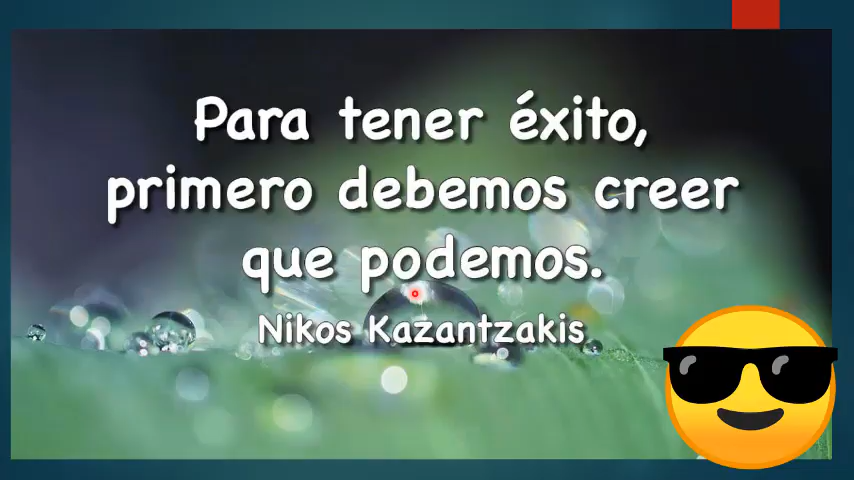 Para tener éxito,
primero debemos creer
que podemos.
Nikos Kazantzakis